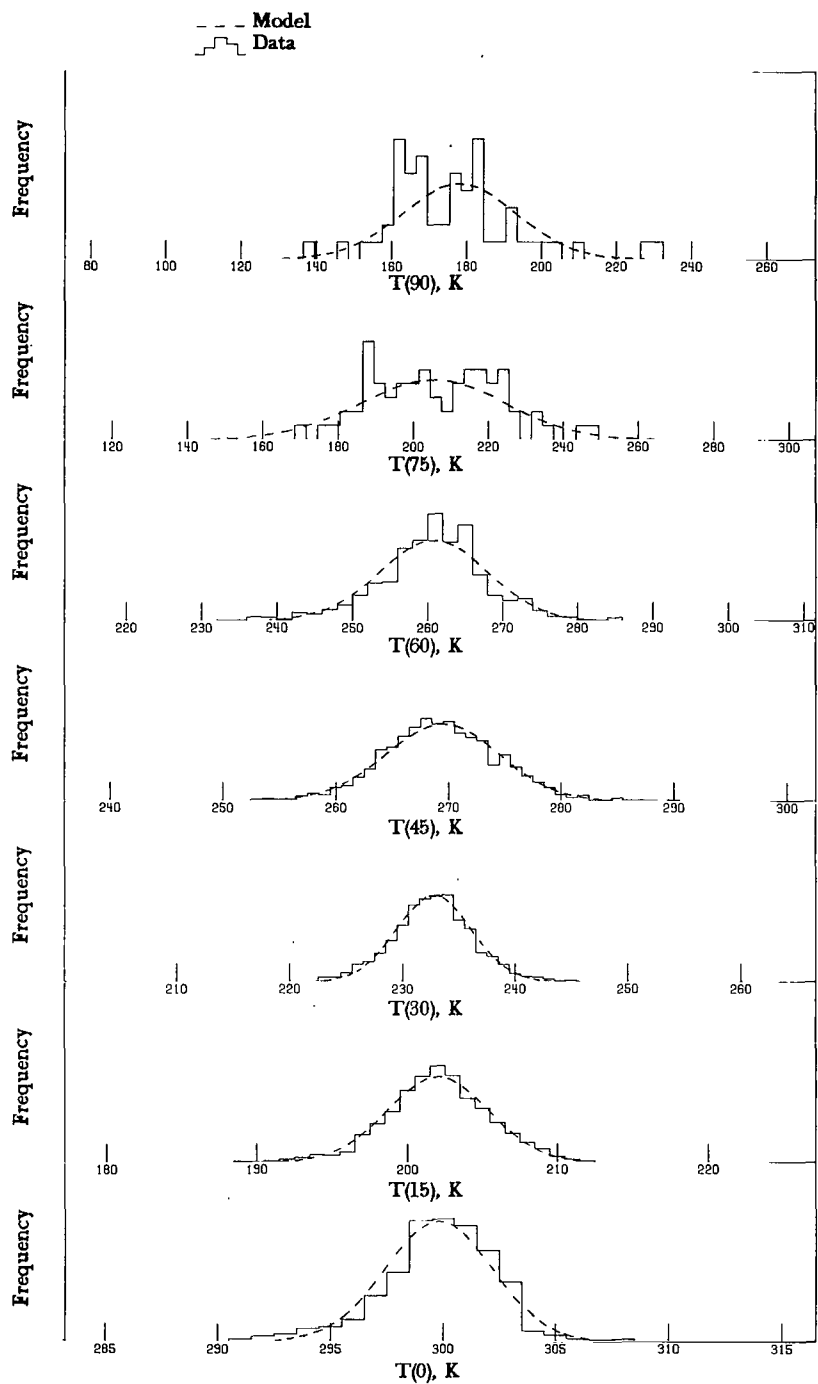 Model
Data
Frequency
80 100 120 140 160 180 200 220 240 260
T(90), K
Frequency
120 140 160 180 200 220 240 260 280 300
T(75), K
Frequency
220 230 240 250 260 270 280 290 300 310
T(60), K
Frequency
240 250 260 270 280 290 300
T(45), K
Frequency
210 220 230 240 250 260
T(30), K
Frequency
180 190 200 210 220
T(15), K
Frequency
285 290 295 300 305 310 315
T(0), K